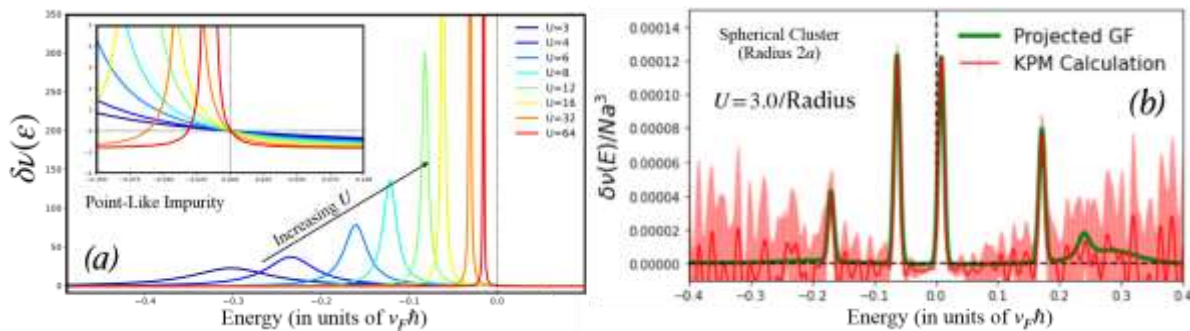 350
300
250
200
150
100
50
0
δν(ε)
Point-Like Impurity
Increasing U
(a)
U=3
U=4
U=6
U=8
U=12
U=16
U=32
U=64
−0.4
−0.3
−0.2
−0.1
0.0
Energy (in units of v_Fħ)
0.00014
0.00012
0.00010
0.00008
0.00006
0.00004
0.00002
0.00000
δν(E)/Na³
Spherical Cluster
(Radius 2a)
U=3.0/Radius
Projected GF
KPM Calculation
(b)
−0.4
−0.3
−0.2
−0.1
0.0
0.1
0.2
0.3
0.4
Energy (in units of v_Fħ)